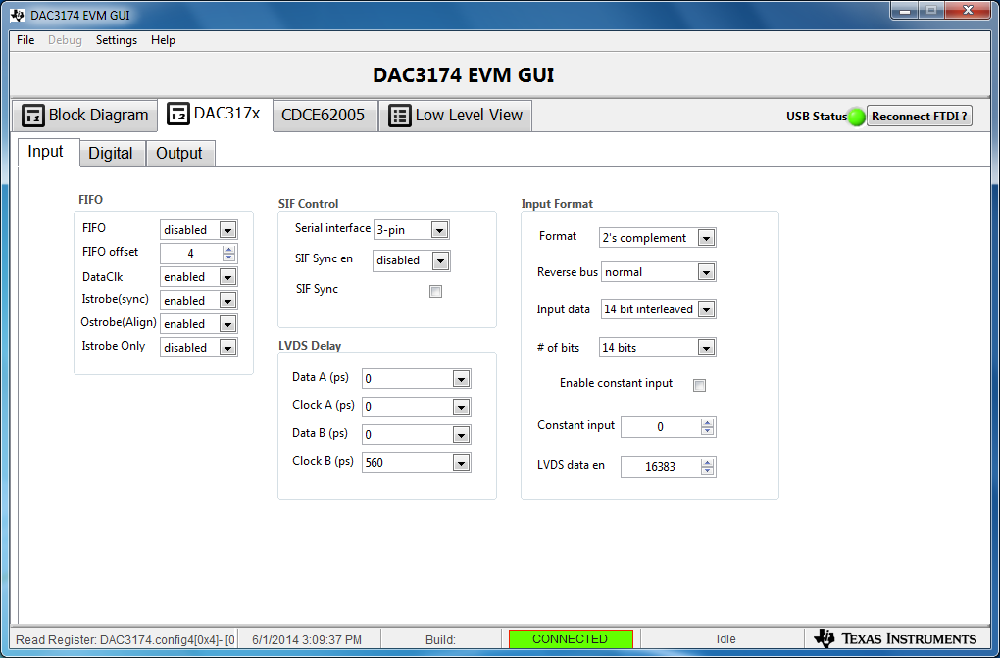 DAC3174 EVM GUI
File Debug Settings Help
DAC3174 EVM GUI
Block Diagram DAC317x CDCE62005 Low Level View USB Status Reconnect FTDI ?
Input Digital Output
FIFO
FIFO disabled
FIFO offset 4
DataClk enabled
Istrobe(sync) enabled
Ostrobe(Align) enabled
Istrobe Only disabled
SIF Control
Serial interface 3-pin
SIF Sync en disabled
SIF Sync
LVDS Delay
Data A (ps) 0
Clock A (ps) 0
Data B (ps) 0
Clock B (ps) 560
Input Format
Format 2's complement
Reverse bus normal
Input data 14 bit interleaved
# of bits 14 bits
Enable constant input
Constant input 0
LVDS data en 16383
Read Register: DAC3174.config4[0x4]- [0 6/1/2014 3:09:37 PM Build: CONNECTED Idle TEXAS INSTRUMENTS